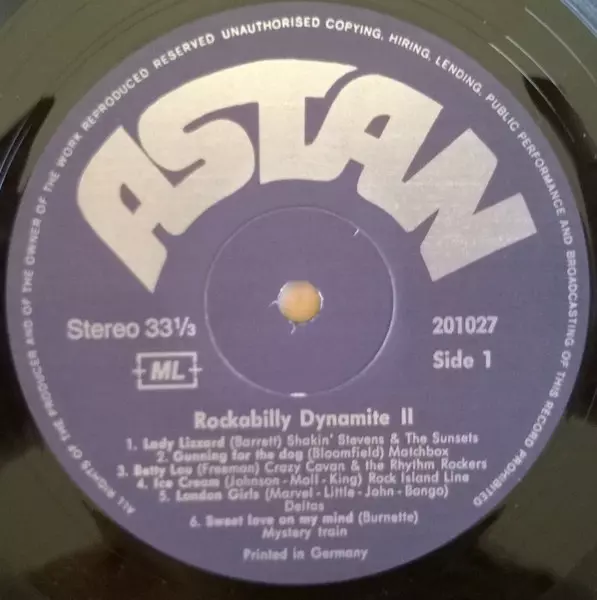 ALL RIGHTS OF THE PRODUCER AND OF THE OWNER OF THE WORK REPRODUCED RESERVED UNAUTHORISED COPYING, HIRING, LENDING, PUBLIC PERFORMANCE AND BROADCASTING OF THIS RECORD PROHIBITED
ASTAN
Stereo 33⅓
201027
ML
Side 1
Rockabilly Dynamite II
1. Lady Lizzard (Barrett) Shakin' Stevens & The Sunsets
2. Gunning for the dog (Bloomfield) Matchbox
3. Betty Lou (Freeman) Crazy Cavan & the Rhythm Rockers
4. Ice Cream (Johnson-Moll-King) Rock Island Line
5. London Girls (Marvel-Little-John-Bongo)
Deltas
6. Sweet love on my mind (Burnette)
Mystery train
Printed in Germany